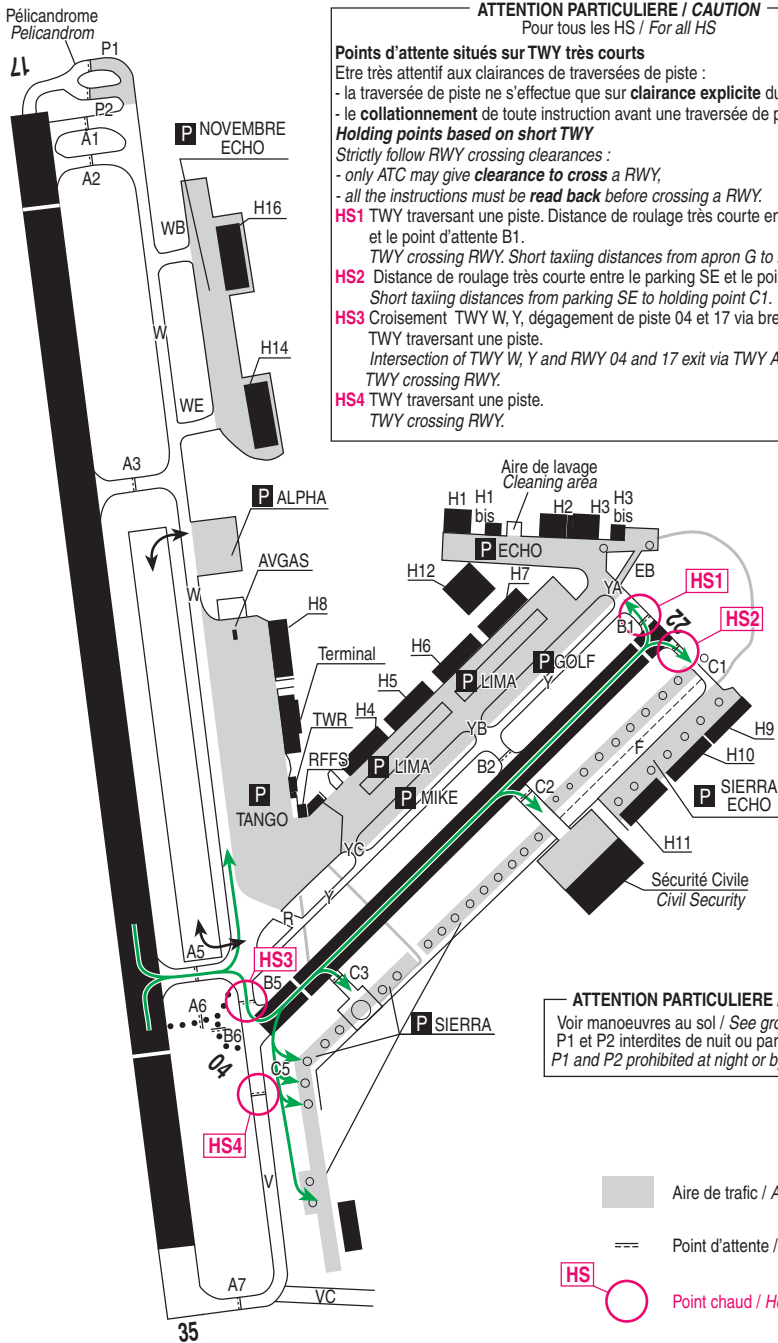 ATTENTION PARTICULIERE / CAUTION
Pour tous les HS / For all HS
Points d'attente situés sur TWY très courts
Etre très attentif aux clairances de traversées de piste :
- la traversée de piste ne s'effectue que sur clairance explicite du
- le collationnement de toute instruction avant une traversée de p
Holding points based on short TWY
Strictly follow RWY crossing clearances :
- only ATC may give clearance to cross a RWY,
- all the instructions must be read back before crossing a RWY.
HS1 TWY traversant une piste. Distance de roulage très courte en
et le point d'attente B1.
TWY crossing RWY. Short taxiing distances from apron G to
HS2 Distance de roulage très courte entre le parking SE et le poi
Short taxiing distances from parking SE to holding point C1.
HS3 Croisement TWY W, Y, dégagement de piste 04 et 17 via bre
TWY traversant une piste.
Intersection of TWY W, Y and RWY 04 and 17 exit via TWY A
TWY crossing RWY.
HS4 TWY traversant une piste.
TWY crossing RWY.
Pélicandrome
Pelicandrom
P1
17
P2
A1
A2
P NOVEMBRE
ECHO
H16
WB
W
H14
WE
A3
P ALPHA
AVGAS
W
H8
Terminal
TWR
RFFS
P
TANGO
Aire de lavage
Cleaning area
H1
H1
bis
H2
H3
H3
bis
P ECHO
EB
H12
H7
YA
HS1
B1
22
HS2
C1
H6
P GOLF
P LIMA
Y
H5
H4
YB
B2
F
H9
H10
P LIMA
P MIKE
C2
P SIERRA
ECHO
H11
YC
Sécurité Civile
Civil Security
Y
R
A5
HS3
B5
C3
A6
B6
04
P SIERRA
C5
HS4
V
A7
VC
35
ATTENTION PARTICULIERE
Voir manoeuvres au sol / See gro
P1 et P2 interdites de nuit ou par
P1 and P2 prohibited at night or b
Aire de trafic / A
Point d'attente /
HS
Point chaud / H